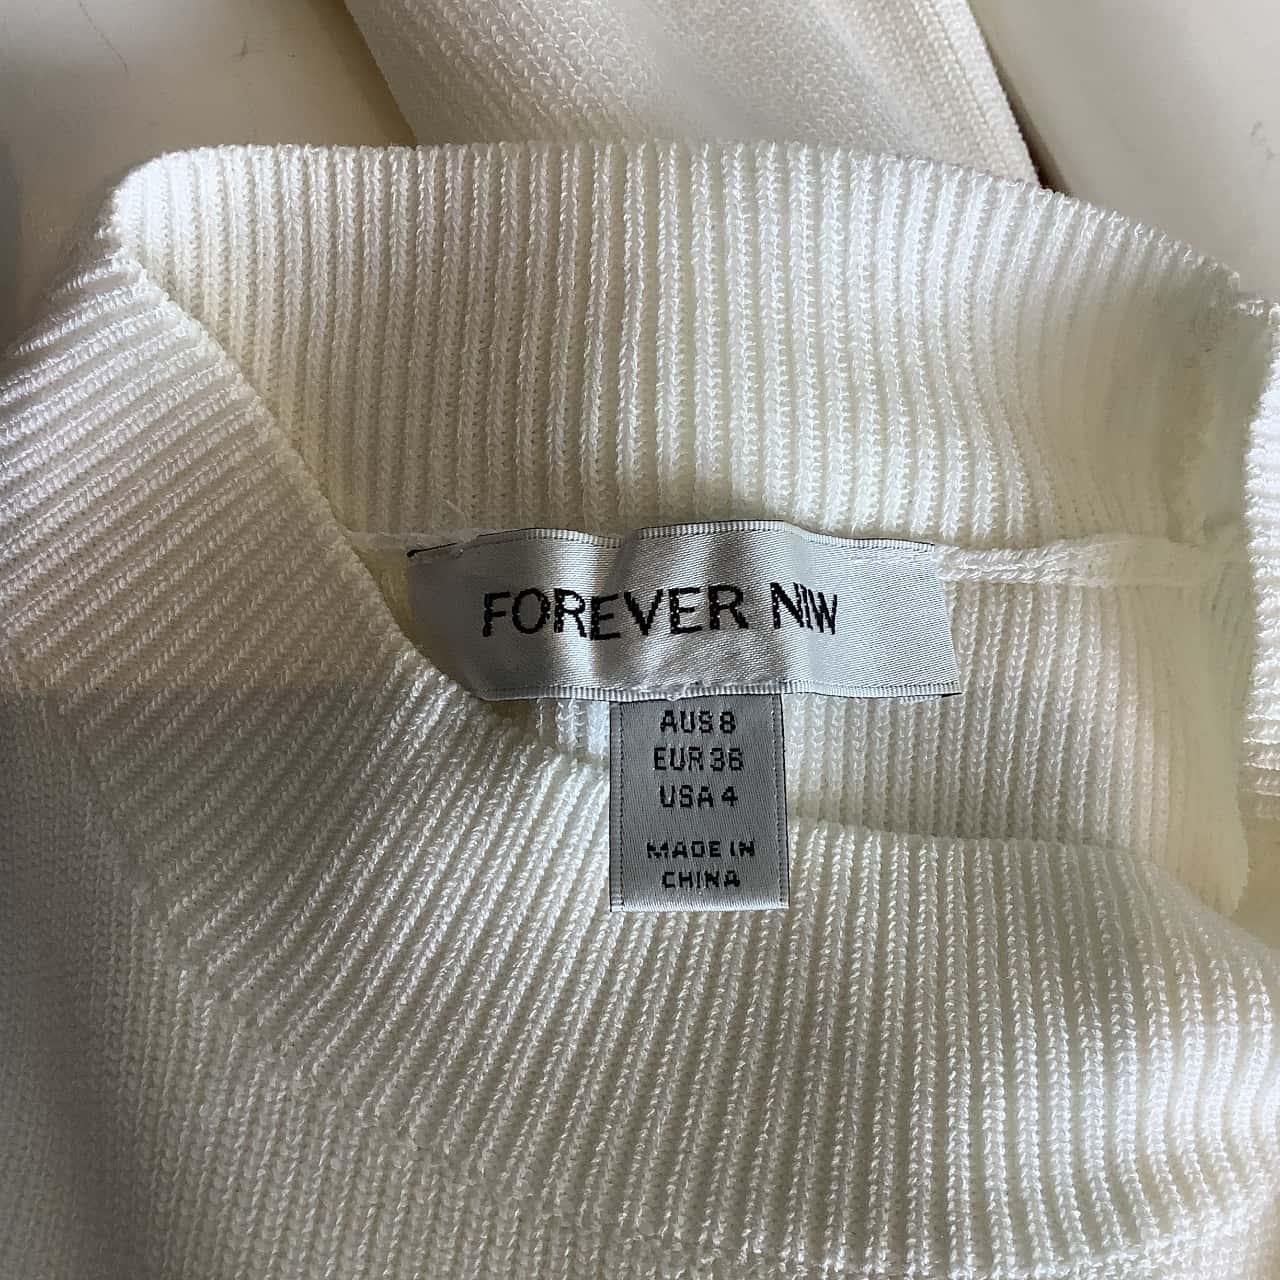 FOREVER NEW
AUS 8
EUR 36
USA 4
MADE IN
CHINA